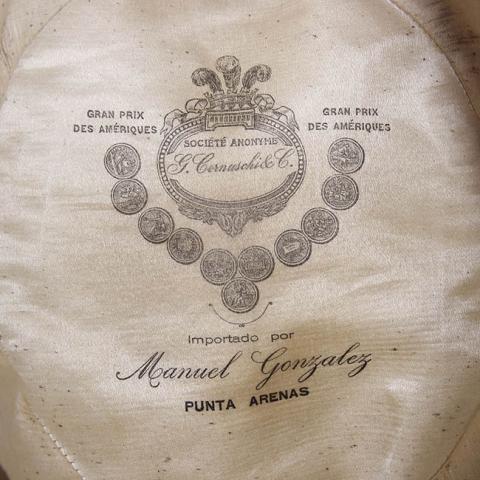 GRAN PRIX
DES AMÉRIQUES
GRAN PRIX
DES AMÉRIQUES
SOCIÉTÉ ANONYME
G. Cernuschi & C.
Importado por
Manuel Gonzalez
PUNTA ARENAS